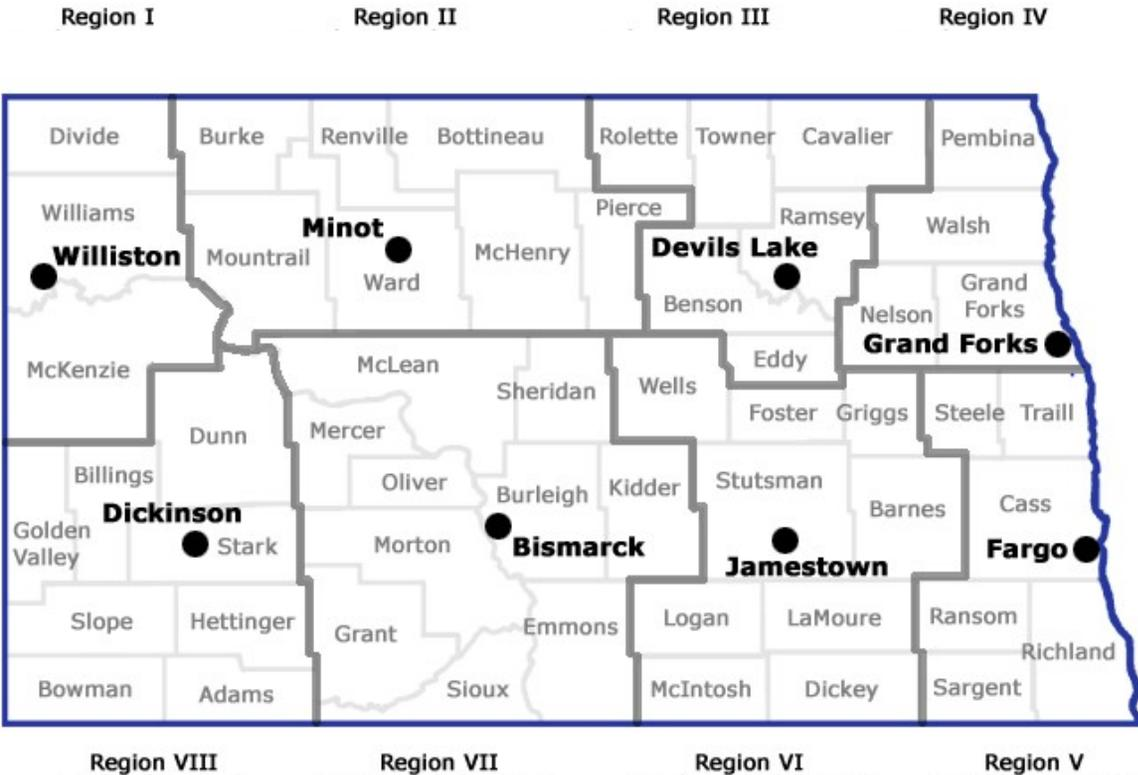 Region I
Region II
Region III
Region IV
Divide
Burke
Renville
Bottineau
Rolette
Towner
Cavalier
Pembina
Williams
Pierce
Ramsey
Walsh
Minot
Williston
Mountrail
Ward
McHenry
Devils Lake
Benson
Grand
Forks
Nelson
Grand Forks
McKenzie
McLean
Sheridan
Wells
Eddy
Foster
Griggs
Steele
Traill
Dunn
Mercer
Billings
Oliver
Burleigh
Kidder
Stutsman
Barnes
Cass
Dickinson
Golden
Valley
Stark
Morton
Bismarck
Jamestown
Fargo
Slope
Hettinger
Grant
Emmons
Logan
LaMoure
Ransom
Richland
Bowman
Adams
Sioux
McIntosh
Dickey
Sargent
Region VIII
Region VII
Region VI
Region V